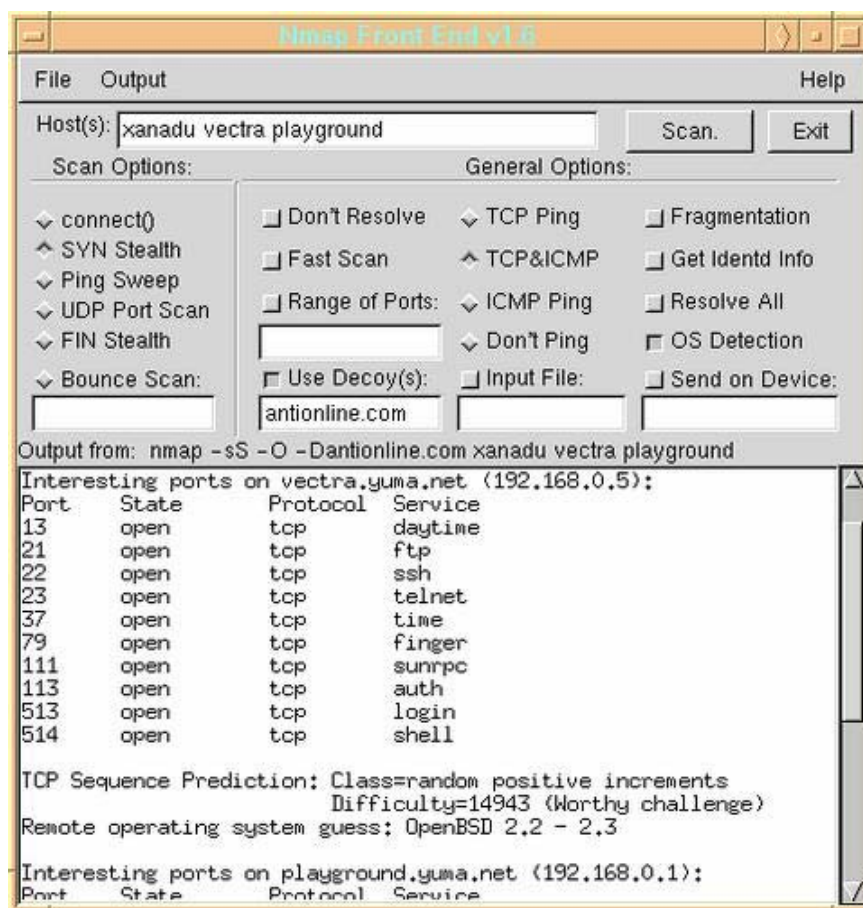 Nmap Front End v1.6
File Output Help
Host(s): xanadu vectra playground Scan. Exit
Scan Options: General Options:
connect() Don't Resolve TCP Ping Fragmentation
SYN Stealth Fast Scan TCP&ICMP Get Identd Info
Ping Sweep Range of Ports: ICMP Ping Resolve All
UDP Port Scan
FIN Stealth Don't Ping OS Detection
Bounce Scan: Use Decoy(s): Input File: Send on Device:
antionline.com
Output from: nmap -sS -O -Dantionline.com xanadu vectra playground
Interesting ports on vectra.yuma.net (192.168.0.5):
Port State Protocol Service
13 open tcp daytime
21 open tcp ftp
22 open tcp ssh
23 open tcp telnet
37 open tcp time
79 open tcp finger
111 open tcp sunrpc
113 open tcp auth
513 open tcp login
514 open tcp shell
TCP Sequence Prediction: Class=random positive increments
Difficulty=14943 (Worthy challenge)
Remote operating system guess: OpenBSD 2.2 - 2.3
Interesting ports on playground.yuma.net (192.168.0.1):
Port State Protocol Service